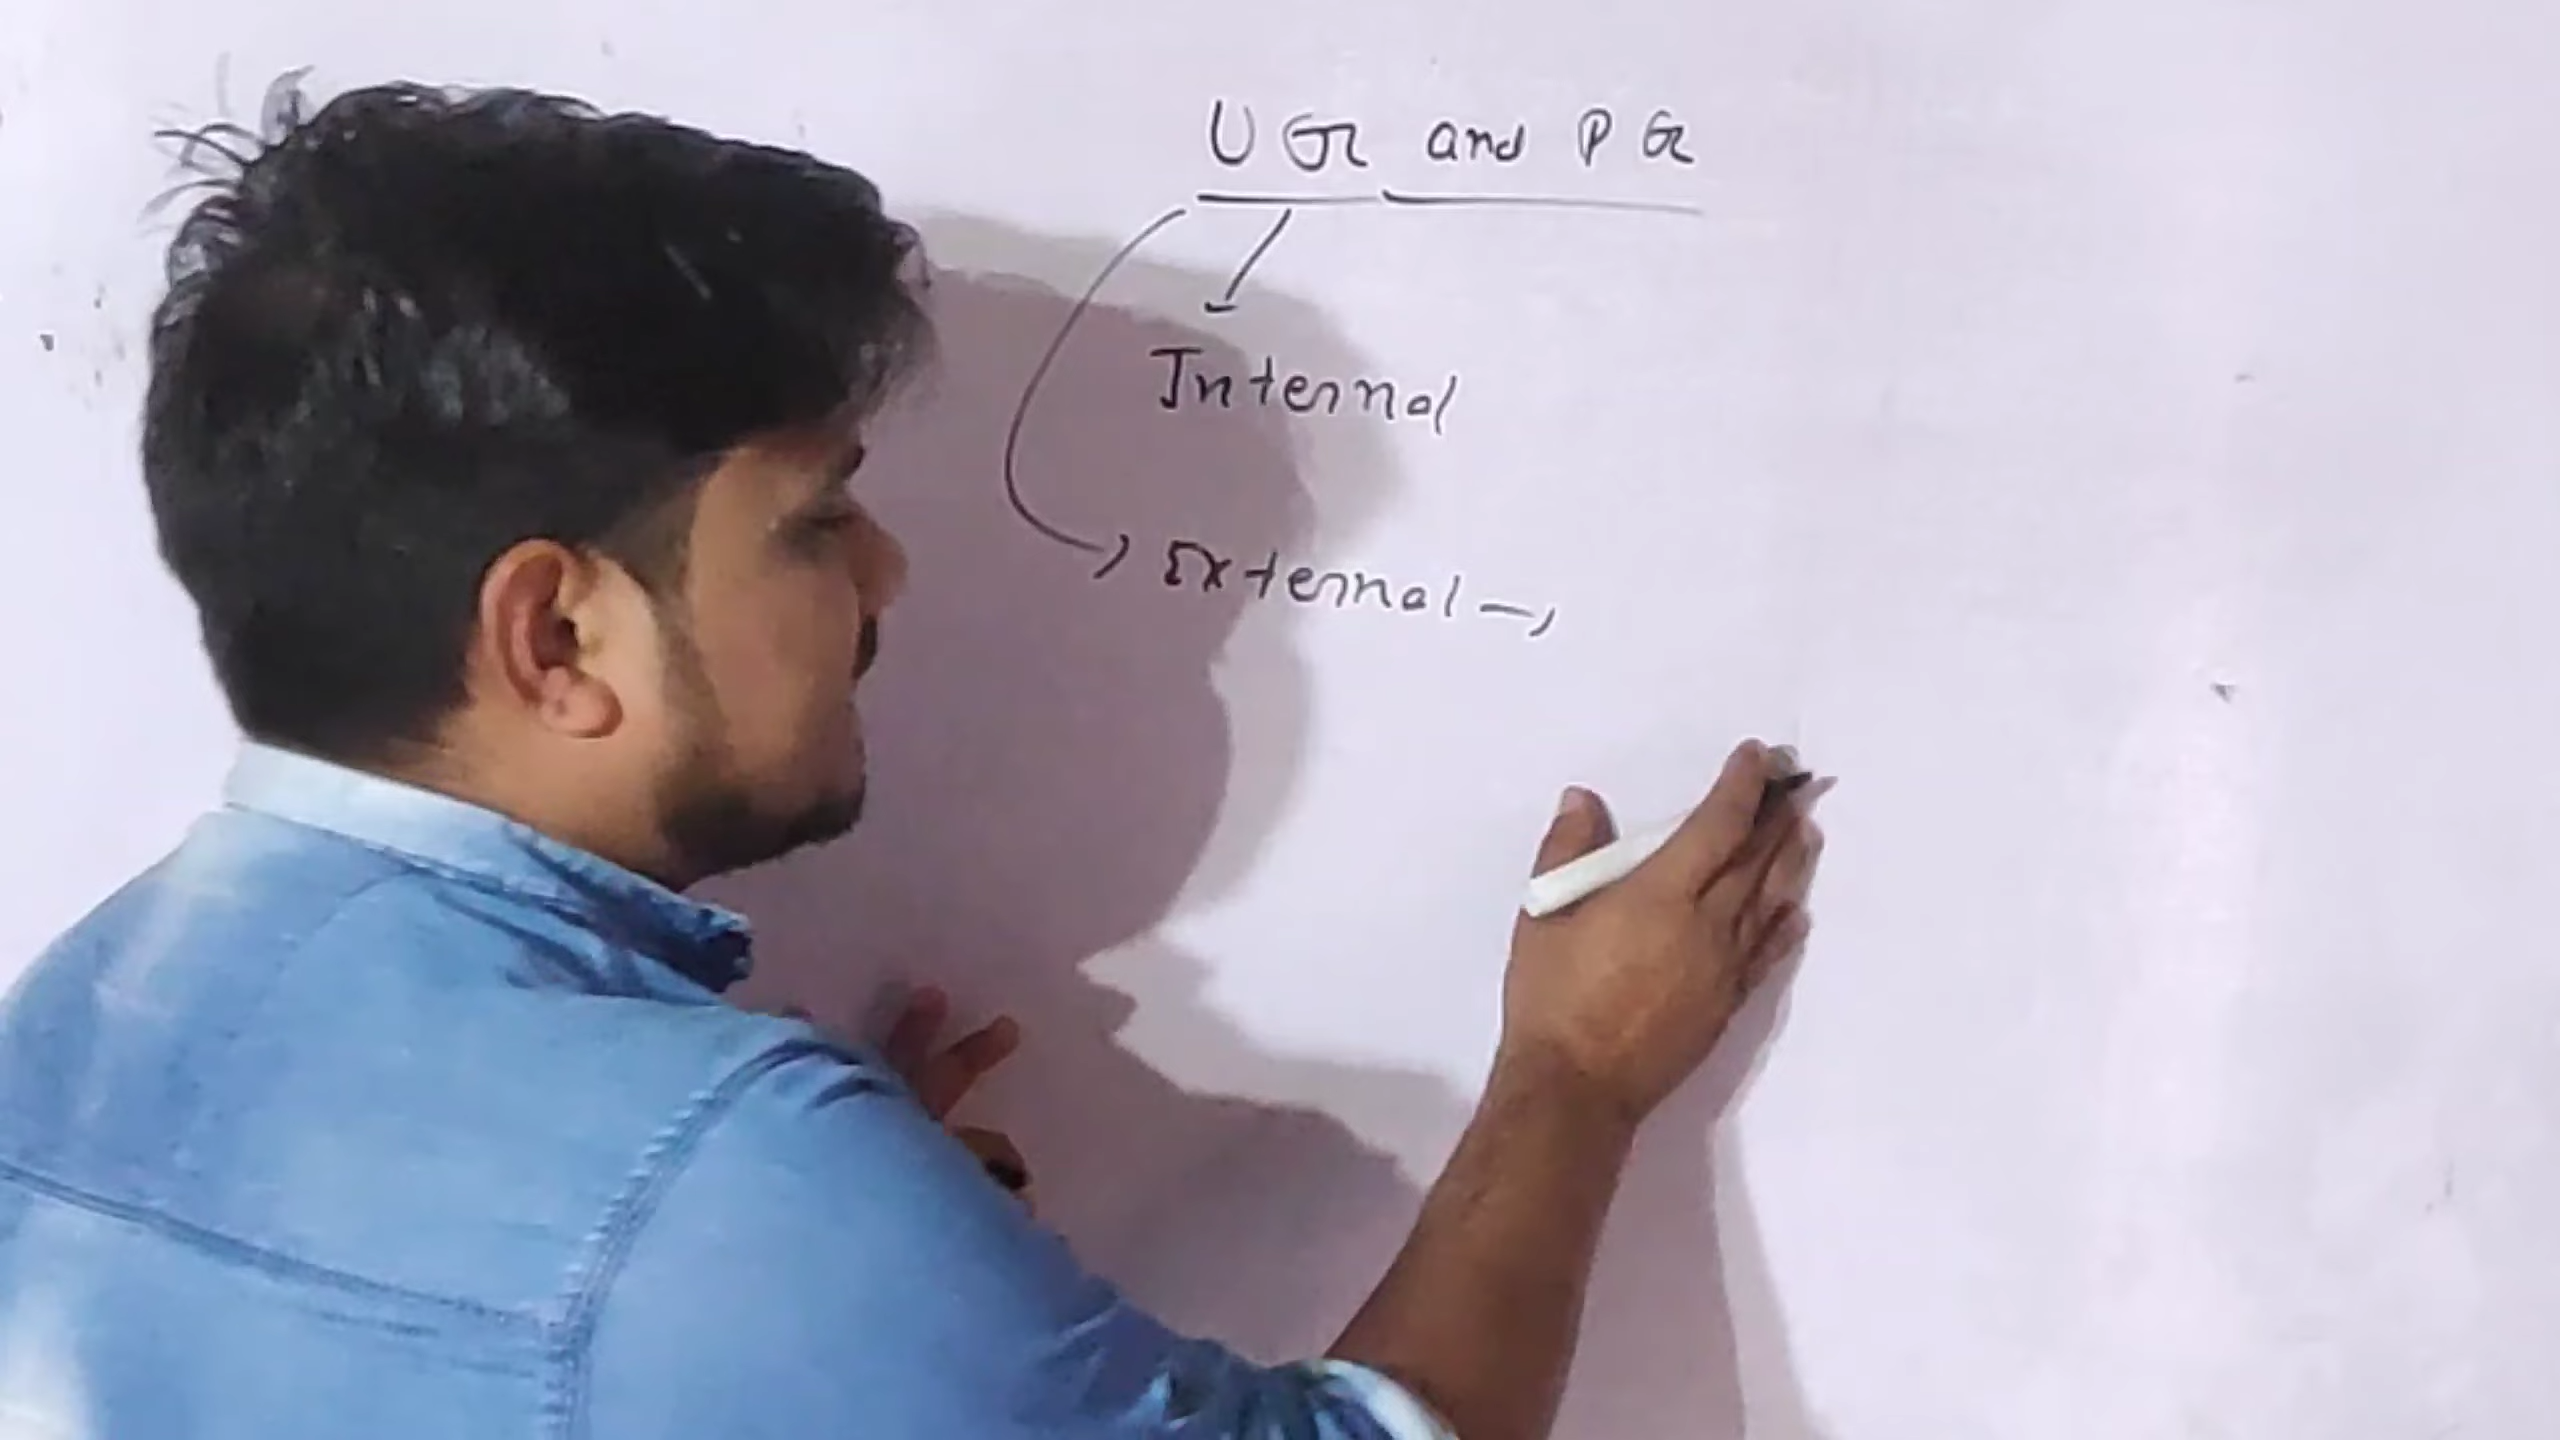 UG and PG
Internal
External →